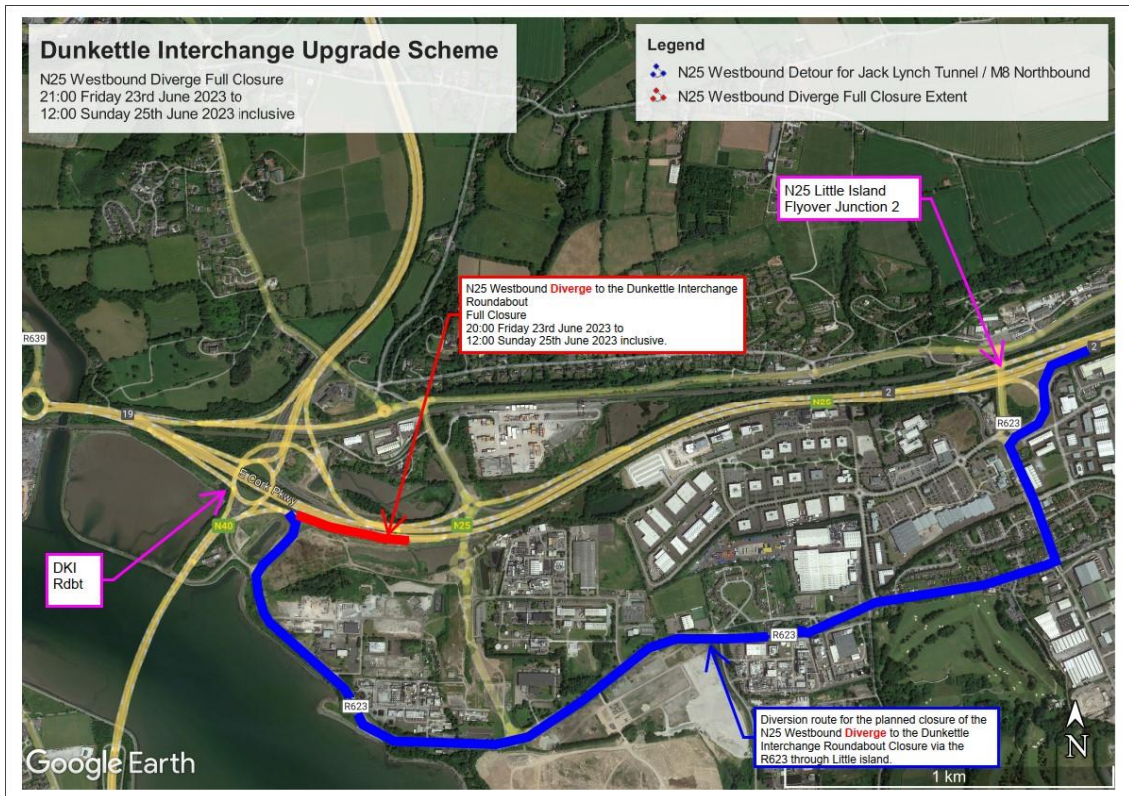 Dunkettle Interchange Upgrade Scheme
N25 Westbound Diverge Full Closure
21:00 Friday 23rd June 2023 to
12:00 Sunday 25th June 2023 inclusive
Legend
N25 Westbound Detour for Jack Lynch Tunnel / M8 Northbound
N25 Westbound Diverge Full Closure Extent
N25 Little Island
Flyover Junction 2
N25 Westbound Diverge to the Dunkettle Interchange
Roundabout
Full Closure
20:00 Friday 23rd June 2023 to
12:00 Sunday 25th June 2023 inclusive.
R639
2
2
N25
19
R623
N40
N25
DKI
Rdbt
R623
R623
Diversion route for the planned closure of the
N25 Westbound Diverge to the Dunkettle
Interchange Roundabout Closure via the
R623 through Little island.
N
Google Earth
1 km